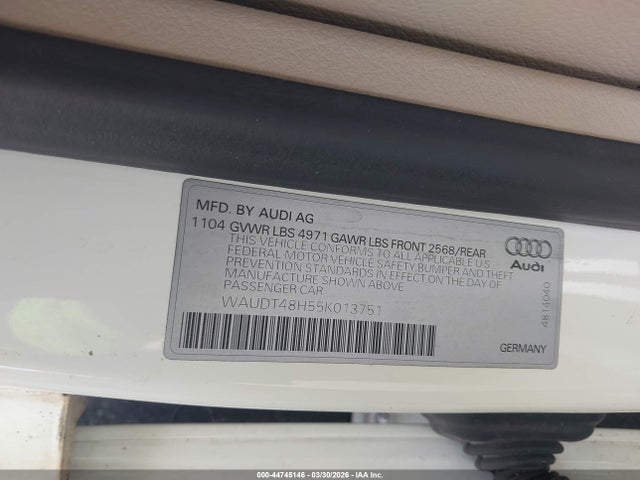 MFD. BY AUDI AG
1104 GVWR LBS 4971 GAWR LBS FRONT 2568/REAR
THIS VEHICLE CONFORMS TO ALL APPLICABLE U.S.
FEDERAL MOTOR VEHICLE SAFETY, BUMPER AND THEFT
PREVENTION STANDARDS IN EFFECT ON THE DAY OF
MANUFACTURE SHOWN ABOVE
PASSENGER CAR
WAUDT48H55K013751
Audi
4814040
GERMANY
000-44745146 — 03/30/2026 — IAA Inc.